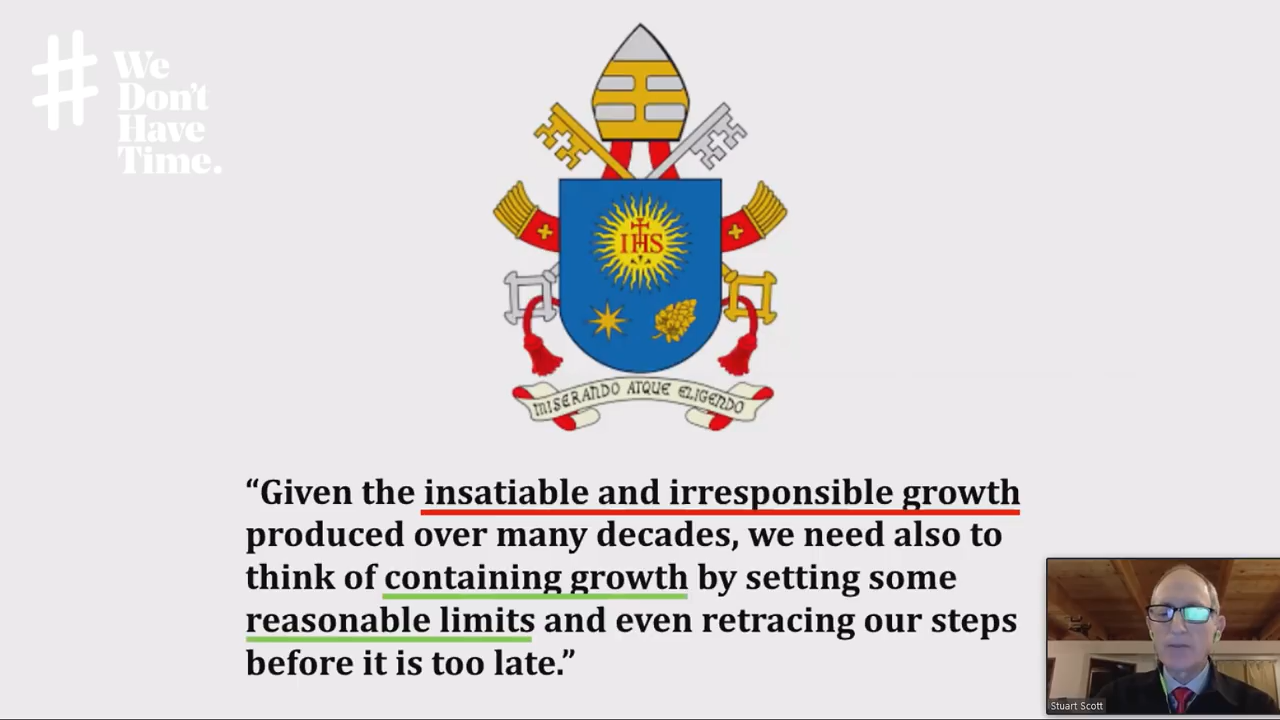 #
We
Don't
Have
Time.
IHS
MISERANDO ATQUE ELIGENDO
“Given the insatiable and irresponsible growth
produced over many decades, we need also to
think of containing growth by setting some
reasonable limits and even retracing our steps
before it is too late.”
Stuart Scott